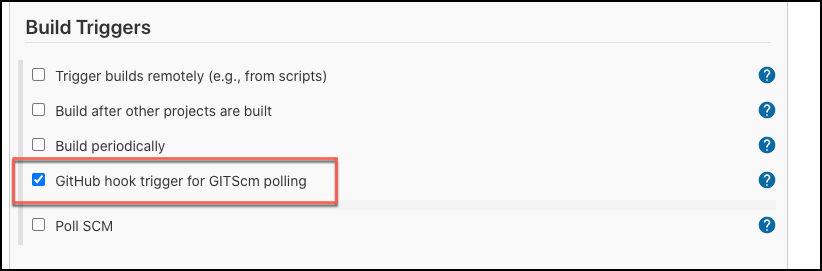 Build Triggers
Trigger builds remotely (e.g., from scripts)
?
Build after other projects are built
?
Build periodically
?
GitHub hook trigger for GITScm polling
?
Poll SCM
?